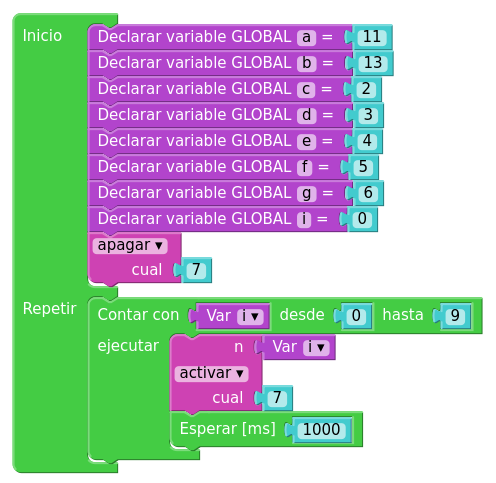 Inicio
Declarar variable GLOBAL a = 11
Declarar variable GLOBAL b = 13
Declarar variable GLOBAL c = 2
Declarar variable GLOBAL d = 3
Declarar variable GLOBAL e = 4
Declarar variable GLOBAL f = 5
Declarar variable GLOBAL g = 6
Declarar variable GLOBAL i = 0
apagar ▾
cual 7
Repetir
Contar con Var i ▾ desde 0 hasta 9
ejecutar n Var i ▾
activar ▾
cual 7
Esperar [ms] 1000